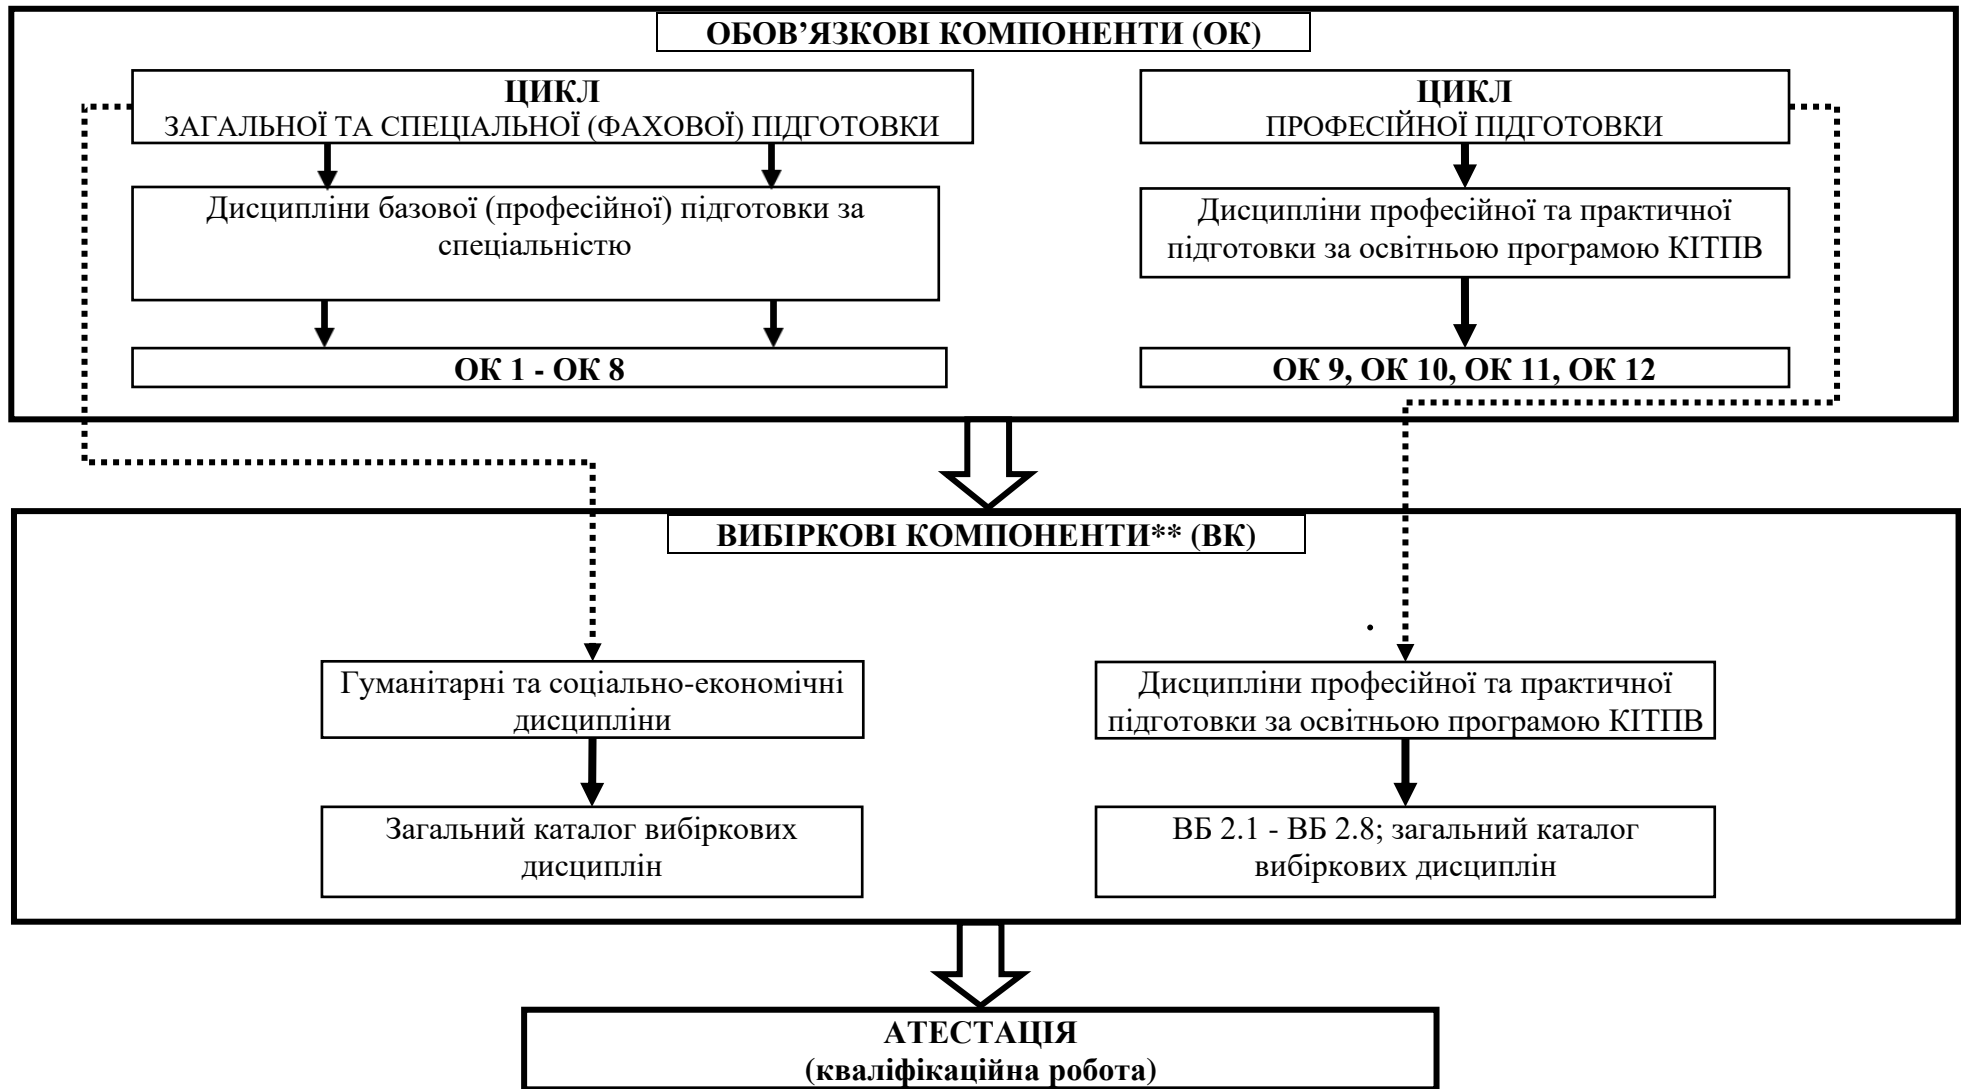 ОБОВ’ЯЗКОВІ КОМПОНЕНТИ (ОК)
ЦИКЛ
ЗАГАЛЬНОЇ ТА СПЕЦІАЛЬНОЇ (ФАХОВОЇ) ПІДГОТОВКИ
Дисципліни базової (професійної) підготовки за
спеціальністю
ОК 1 - ОК 8
ЦИКЛ
ПРОФЕСІЙНОЇ ПІДГОТОВКИ
Дисципліни професійної та практичної
підготовки за освітньою програмою КІТПВ
ОК 9, ОК 10, ОК 11, ОК 12
ВИБІРКОВІ КОМПОНЕНТИ** (ВК)
.
Гуманітарні та соціально-економічні
дисципліни
Загальний каталог вибіркових
дисциплін
Дисципліни професійної та практичної
підготовки за освітньою програмою КІТПВ
ВБ 2.1 - ВБ 2.8; загальний каталог
вибіркових дисциплін
АТЕСТАЦІЯ
(кваліфікаційна робота)